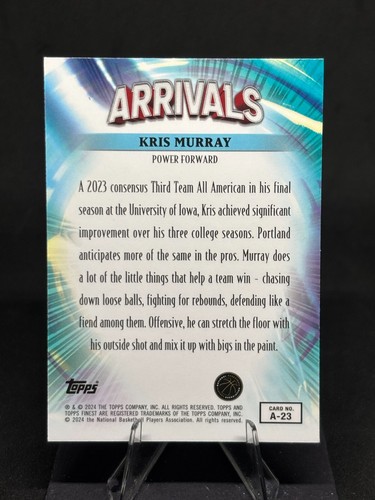 ARRIVALS
KRIS MURRAY
POWER FORWARD
A 2023 consensus Third Team All American in his final
season at the University of Iowa, Kris achieved significant
improvement over his three college seasons. Portland
anticipates more of the same in the pros. Murray does
a lot of the little things that help a team win - chasing
down loose balls, fighting for rebounds, defending like a
fiend among them. Offensive, he can stretch the floor with
his outside shot and mix it up with bigs in the paint.
Topps
® & © 2024 THE TOPPS COMPANY, INC. ALL RIGHTS RESERVED. TOPPS AND
TOPPS FINEST ARE REGISTERED TRADEMARKS OF THE TOPPS COMPANY, INC.
© 2024 the National Basketball Players Association. All rights reserved.
CARD NO.
A-23